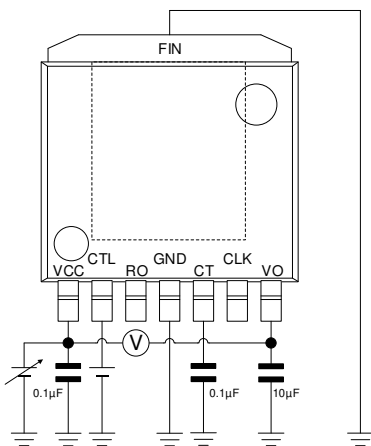 FIN
CTL GND CLK
VCC RO CT VO
V
0.1µF 0.1µF 10µF